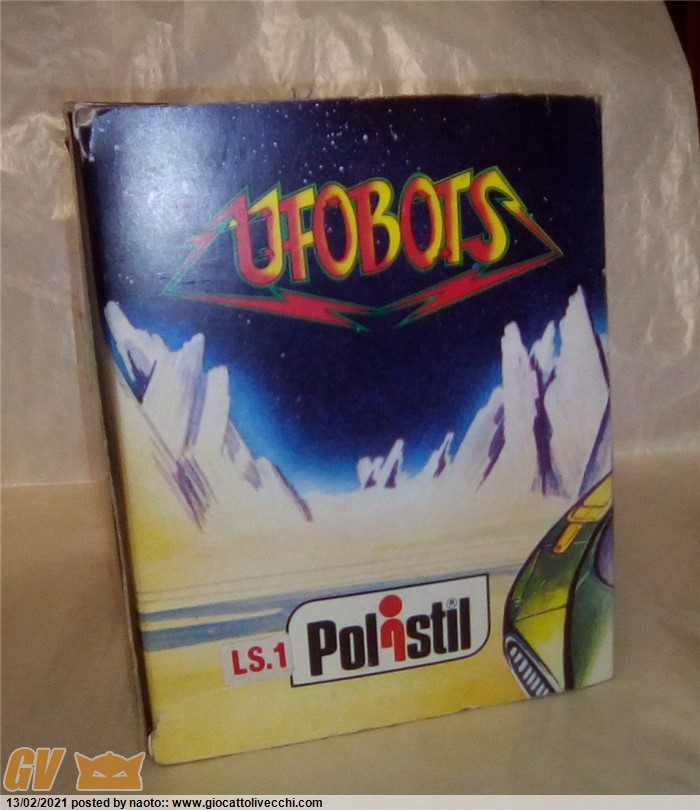 UFOBOTS
LS.1 Polistil®
GV
13/02/2021 posted by naoto:: www.giocattolivecchi.com